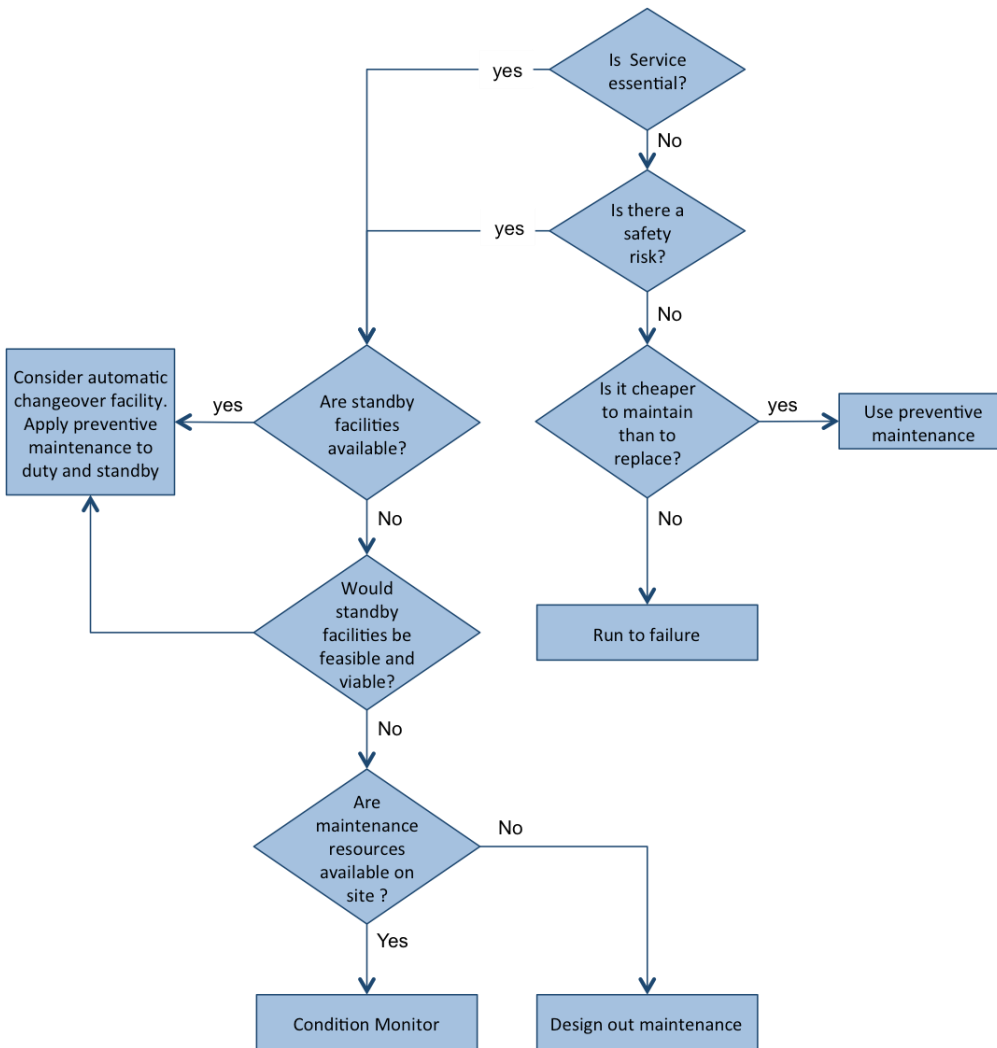 Is Service
essential?
yes
No
Is there a
safety
risk?
yes
No
Consider automatic
changeover facility.
Apply preventive
maintenance to
duty and standby
yes
Are standby
facilities
available?
Is it cheaper
to maintain
than to
replace?
yes
Use preventive
maintenance
No
No
Would
standby
facilities be
feasible and
viable?
Run to failure
No
Are
maintenance
resources
available on
site ?
No
Yes
Condition Monitor
Design out maintenance